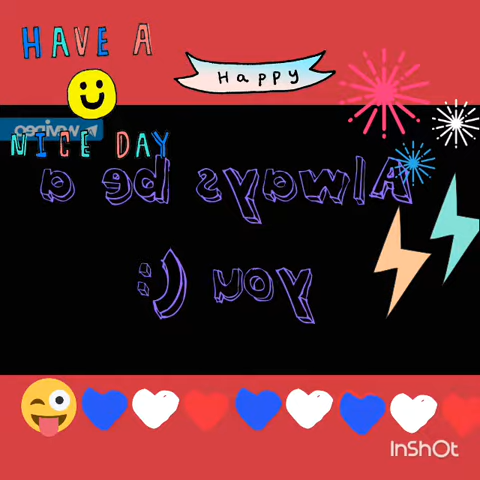 HAVE A
Happy
NICE DAY
Always be a
You (:
InShOt